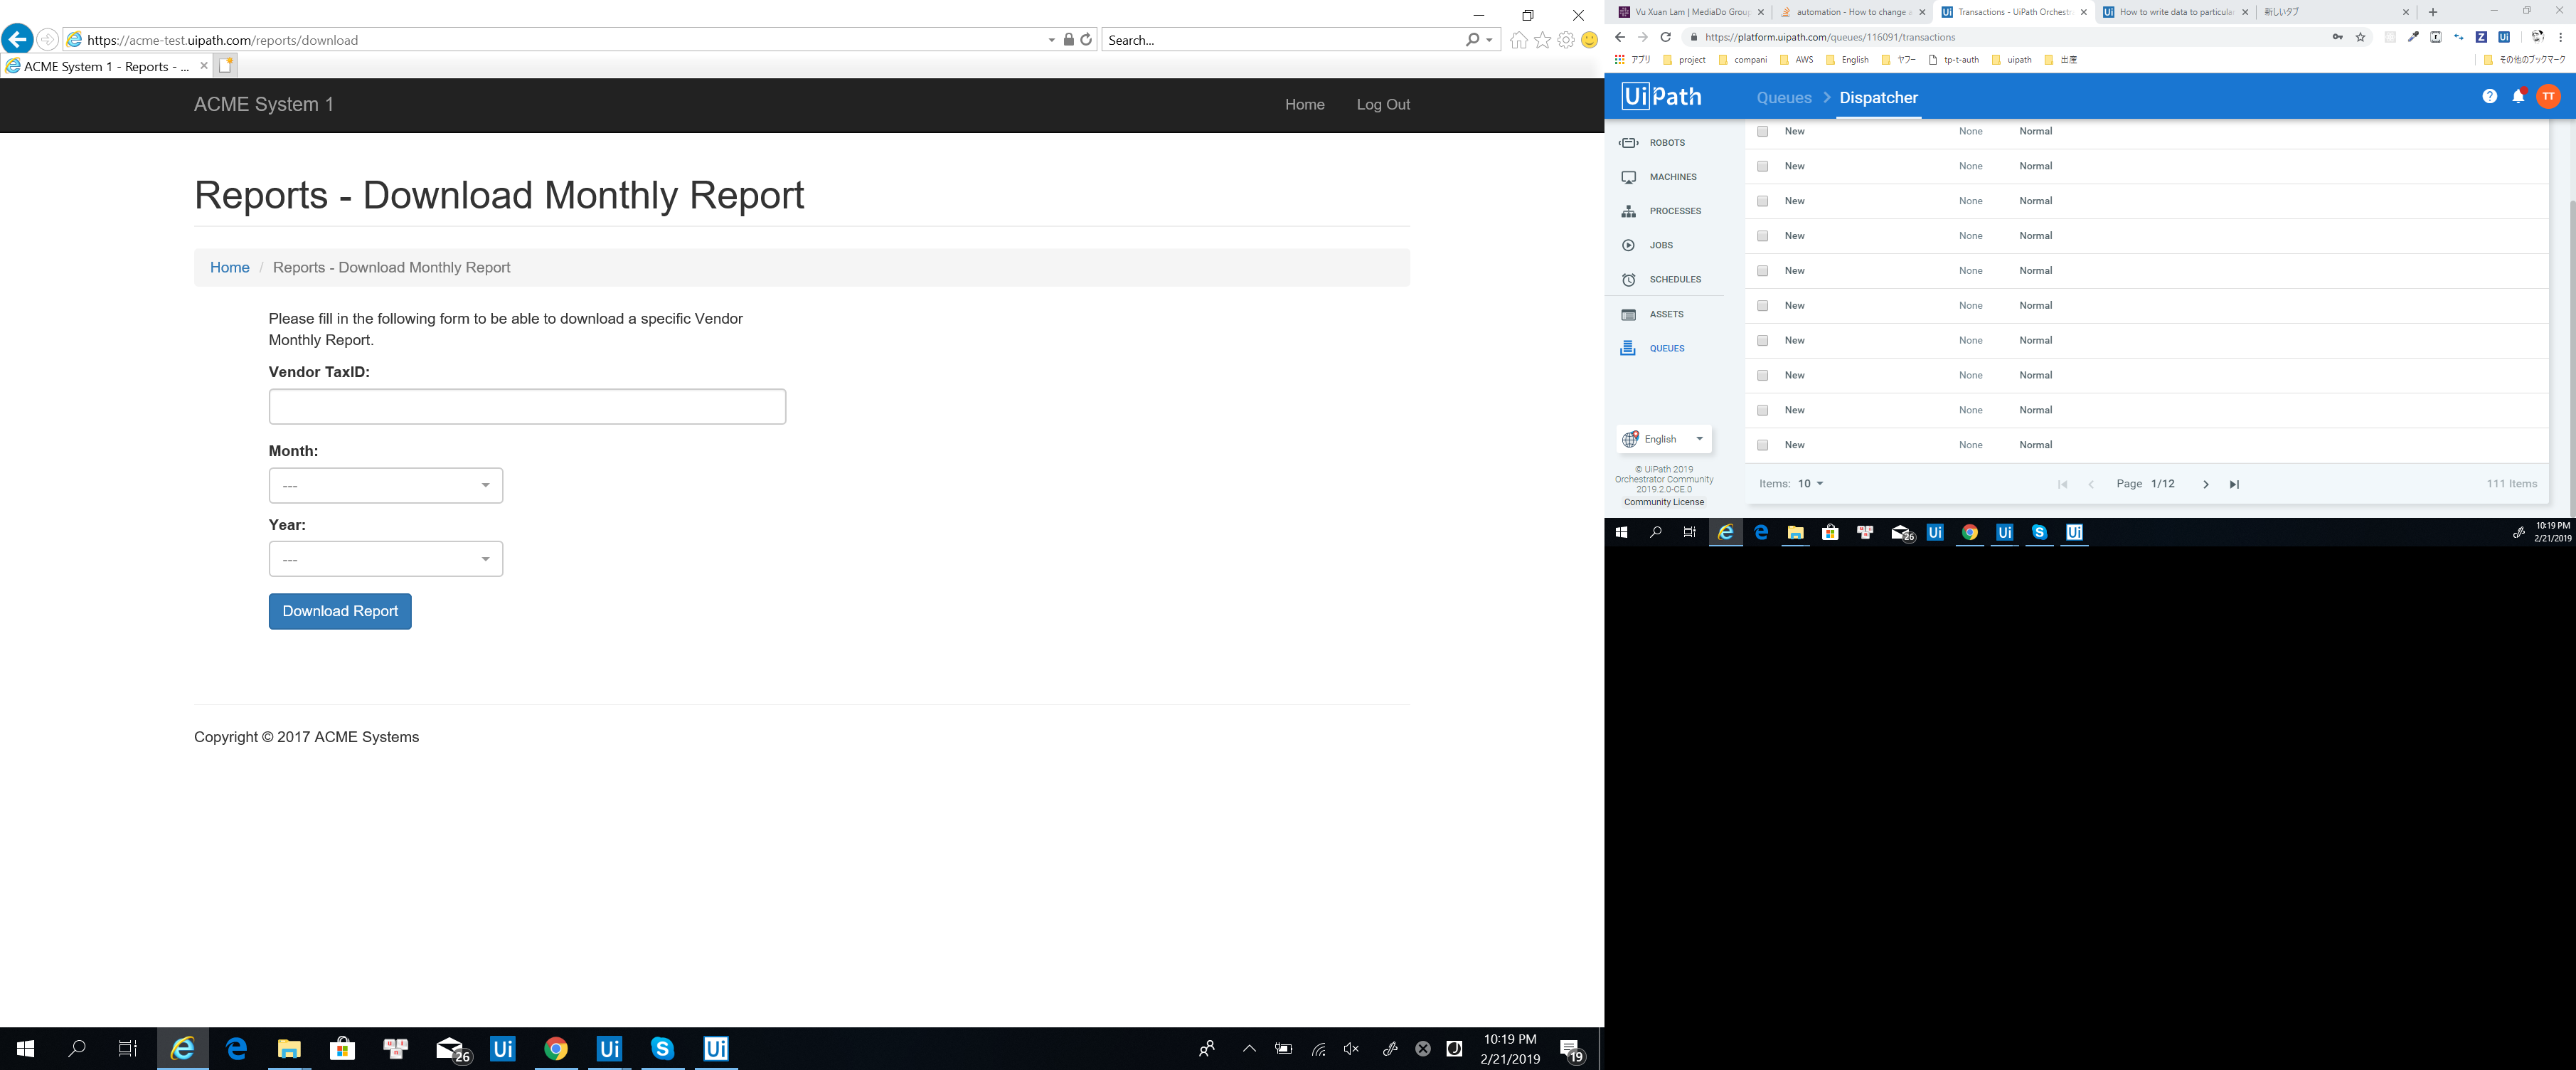 https://acme-test.uipath.com/reports/download
Search...
ACME System 1 - Reports - ...
ACME System 1
Home
Log Out
Reports - Download Monthly Report
Home / Reports - Download Monthly Report
Please fill in the following form to be able to download a specific Vendor
Monthly Report.
Vendor TaxID:
Month:
---
Year:
---
Download Report
Copyright © 2017 ACME Systems
26
Ui
Ui
Ui
10:19 PM
2/21/2019
19
Vu Xuan Lam | MediaDo Group
automation - How to change a
Transactions - UiPath Orchestr
How to write data to particular
新しいタブ
https://platform.uipath.com/queues/116091/transactions
アプリ
project
compani
AWS
English
ヤフー
tp-t-auth
uipath
出産
その他のブックマーク
UiPath
Queues > Dispatcher
TT
ROBOTS
MACHINES
PROCESSES
JOBS
SCHEDULES
ASSETS
QUEUES
English
© UiPath 2019
Orchestrator Community
2019.2.0-CE.0
Community License
New None Normal
New None Normal
New None Normal
New None Normal
New None Normal
New None Normal
New None Normal
New None Normal
New None Normal
New None Normal
Items: 10
Page 1/12
111 Items
26
Ui
Ui
Ui
10:19 PM
2/21/2019